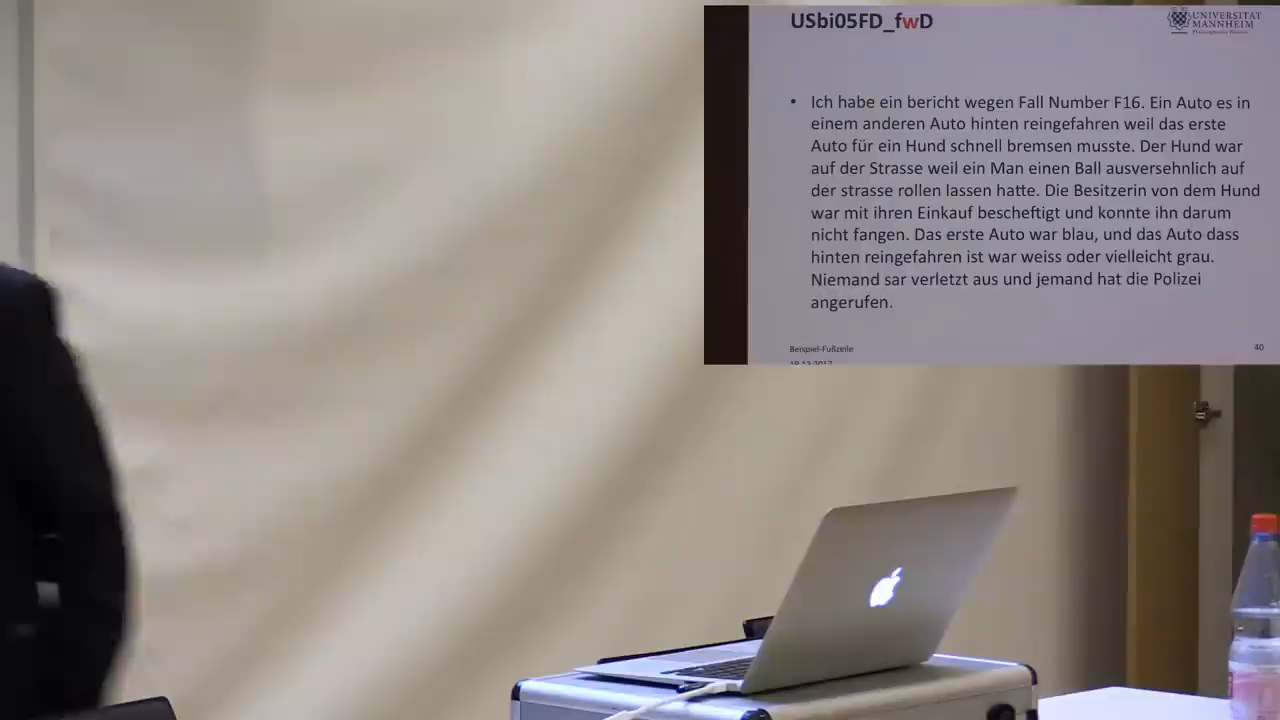 USbi05FD_fwD
UNIVERSITÄT
MANNHEIM
• Ich habe ein bericht wegen Fall Number F16. Ein Auto es in
einem anderen Auto hinten reingefahren weil das erste
Auto für ein Hund schnell bremsen musste. Der Hund war
auf der Strasse weil ein Man einen Ball ausversehnlich auf
der strasse rollen lassen hatte. Die Besitzerin von dem Hund
war mit ihren Einkauf bescheftigt und konnte ihn darum
nicht fangen. Das erste Auto war blau, und das Auto dass
hinten reingefahren ist war weiss oder vielleicht grau.
Niemand sar verletzt aus und jemand hat die Polizei
angerufen.
Beispiel-Fußzeile
40